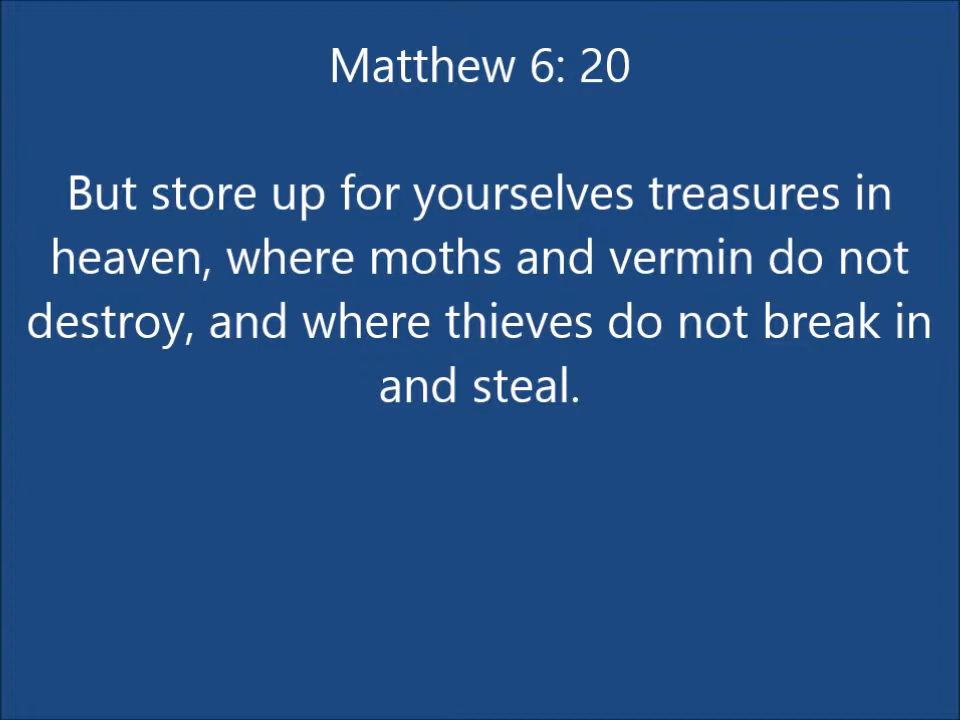 Matthew 6: 20
But store up for yourselves treasures in
heaven, where moths and vermin do not
destroy, and where thieves do not break in
and steal.